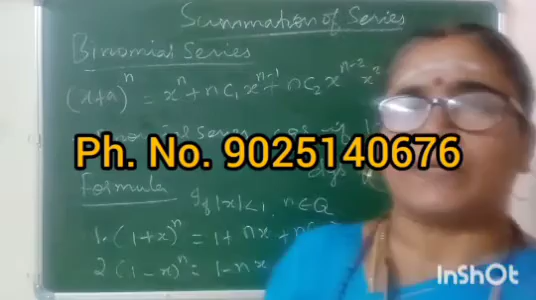 Summation of Series
Binomial Series
(x+a)^n = x^n + nC₁ x^n-1 + nC₂ x^n-2 x²
Ph. No. 9025140676
Formula If |x|<1, n∈Q
1. (1+x)^n = 1 + nx +
2 (1-x)^n = 1-nx
InShOt